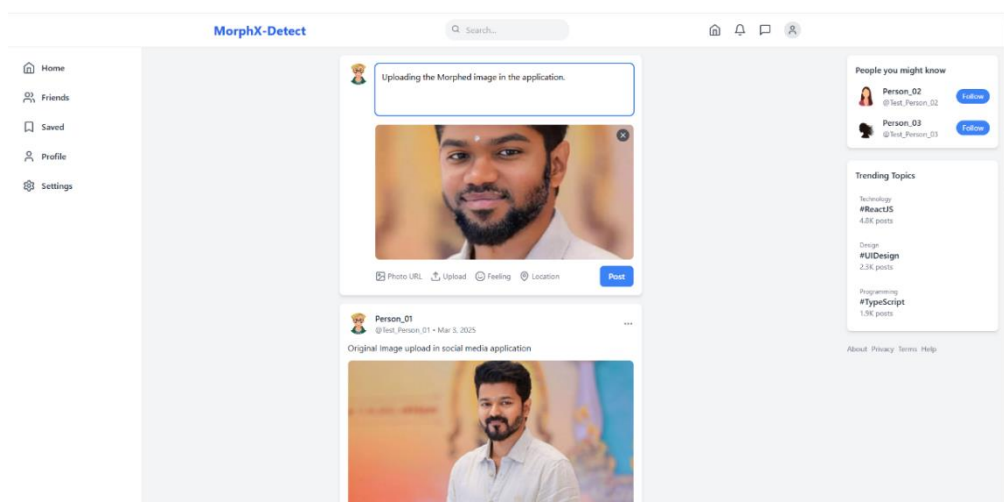 MorphX-Detect
Search...
Home
Friends
Saved
Profile
Settings
Uploading the Morphed image in the application.
Photo URL Upload Feeling Location Post
Person_01
@Test_Person_01 • Mar 3, 2025
Original Image upload in social media application
People you might know
Person_02
@Test_Person_02
Follow
Person_03
@Test_Person_03
Follow
Trending Topics
Technology
#ReactJS
4.8K posts
Design
#UIDesign
2.3K posts
Programming
#TypeScript
1.9K posts
About Privacy Terms Help